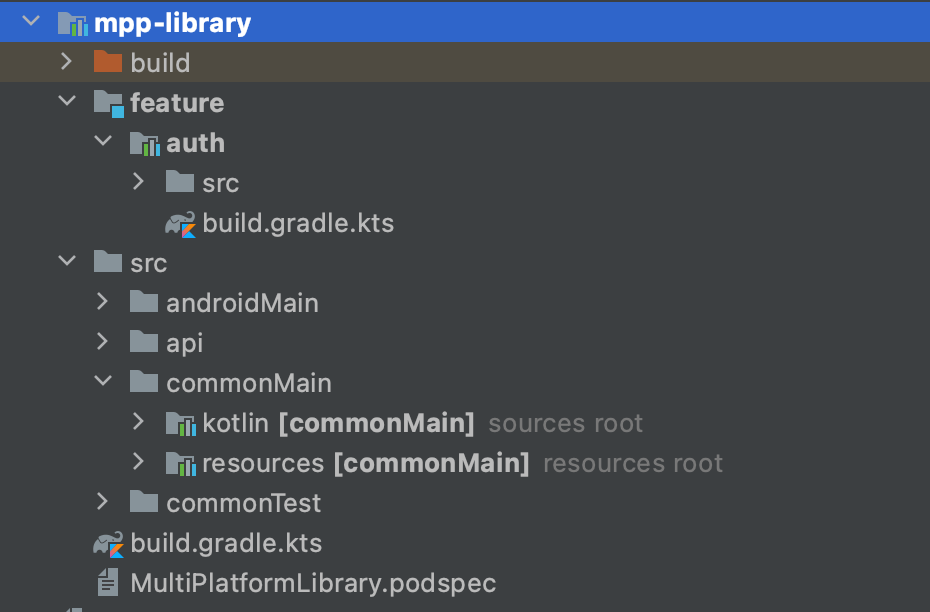 mpp-library
build
feature
auth
src
build.gradle.kts
src
androidMain
api
commonMain
kotlin [commonMain] sources root
resources [commonMain] resources root
commonTest
build.gradle.kts
MultiPlatformLibrary.podspec